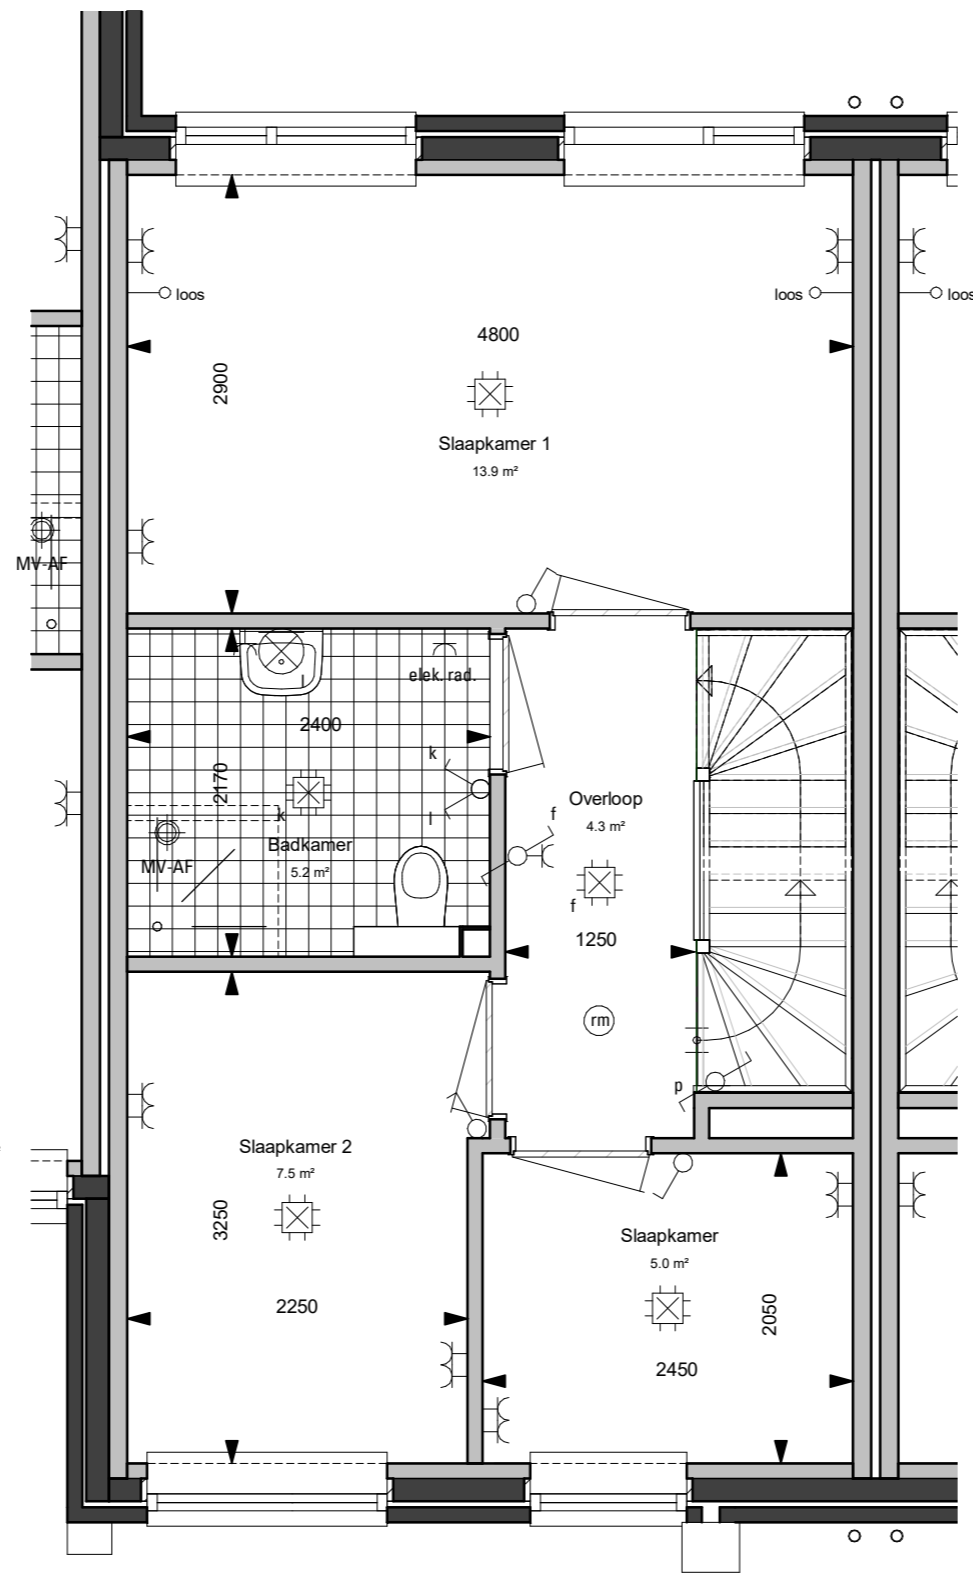 loos
loos
loos
4800
2900
Slaapkamer 1
13.9 m²
MV-AF
elek. rad.
2400
k
2170
k
l
Overloop
4.3 m²
f
Badkamer
5.2 m²
MV-AF
f
1250
rm
p
Slaapkamer 2
7.5 m²
3250
2250
Slaapkamer
5.0 m²
2050
2450